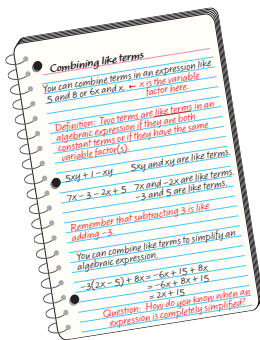 Combining like terms
You can combine terms in an expression like
5 and 8 or 6x and x. ← x is the variable
factor here.
Definition: Two terms are like terms in an
algebraic expression if they are both
constant terms or if they have the same
variable factor(s).
5xy + 1 - xy 5xy and xy are like terms.
7x - 3 - 2x + 5 7x and -2x are like terms.
-3 and 5 are like terms.
Remember that subtracting 3 is like
adding -3.
You can combine like terms to simplify an
algebraic expression.
-3(2x - 5) + 8x = -6x + 15 + 8x
= -6x + 8x + 15
= 2x + 15
Question: How do you know when an
expression is completely simplified?